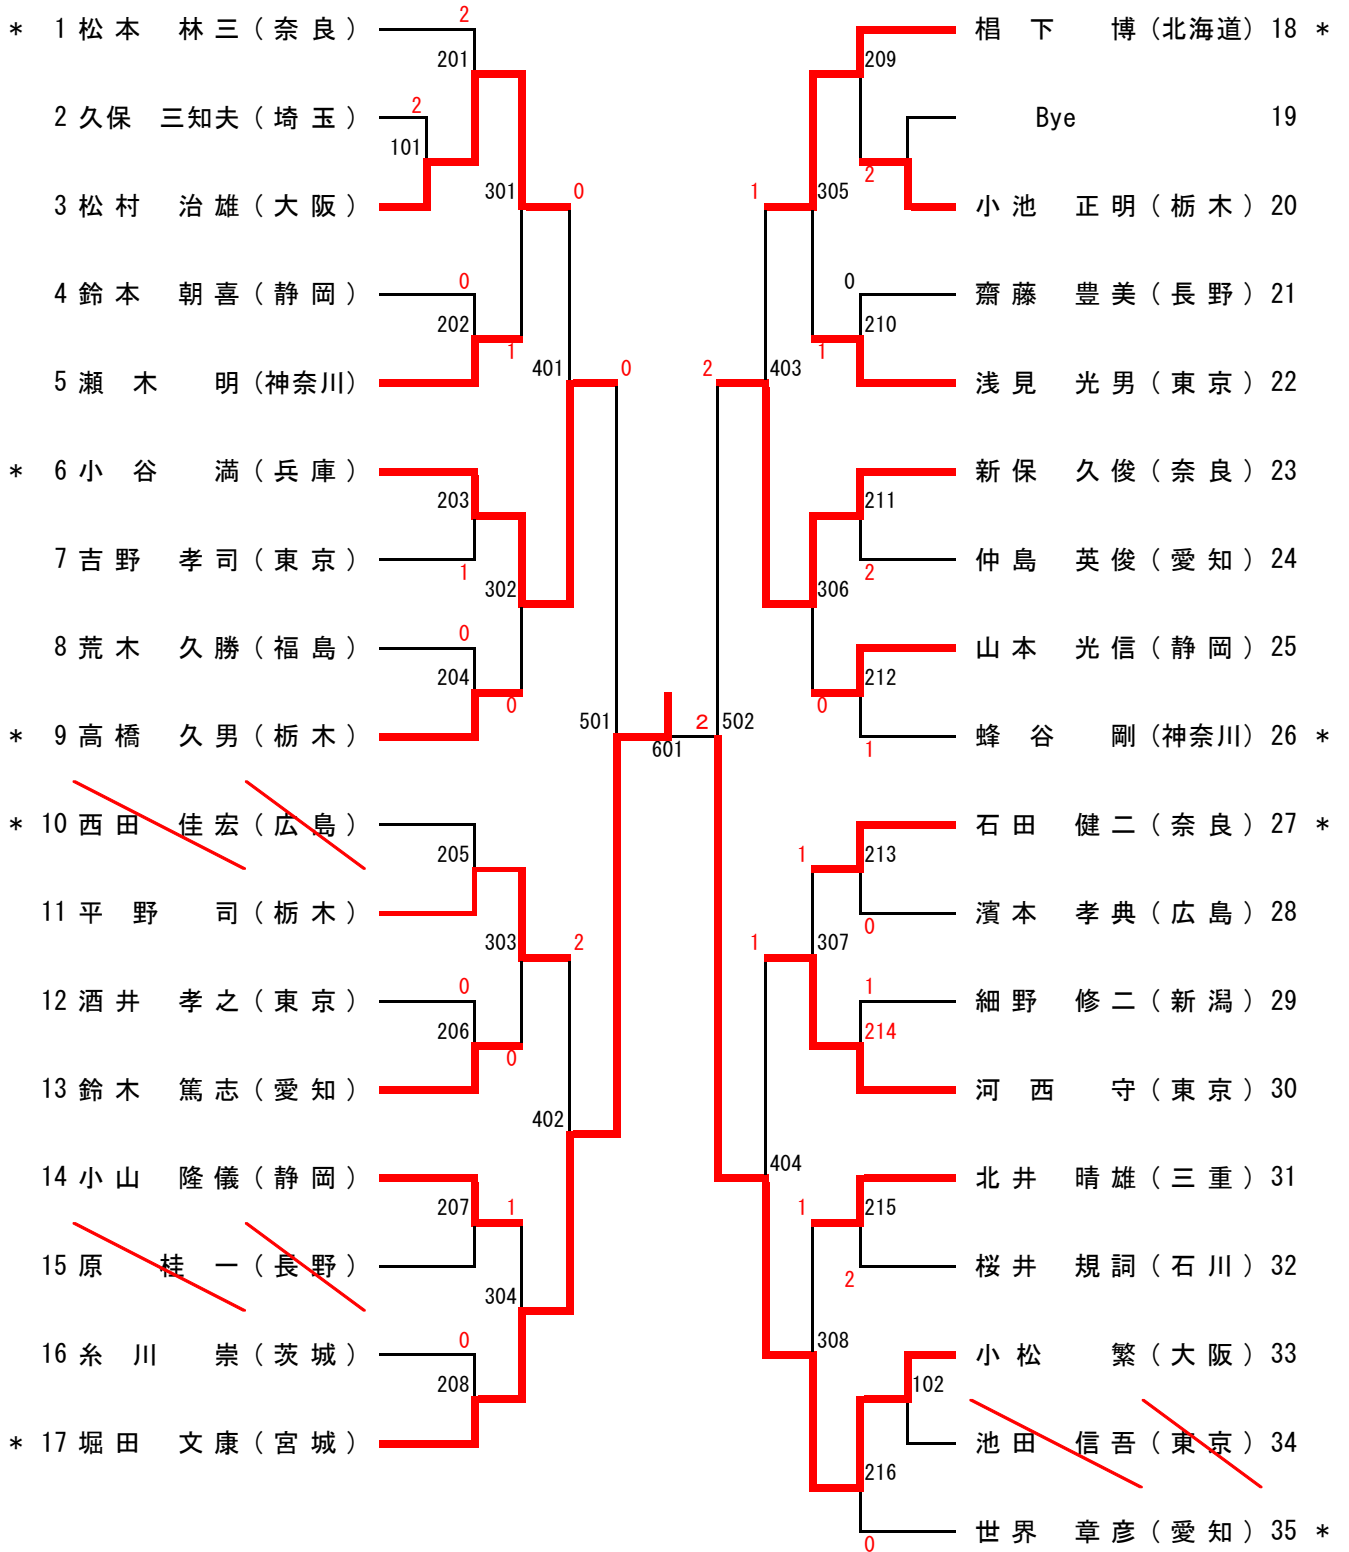 * 1 松本 林三 (奈良)
2
201
2 久保 三知夫 (埼玉)
2
101
3 松村 治雄 (大阪)
301
0
4 鈴本 朝喜 (静岡)
0
202
1
5 瀬木 明 (神奈川)
401
0
* 6 小谷 満 (兵庫)
203
7 吉野 孝司 (東京)
1
302
8 荒木 久勝 (福島)
0
204
0
* 9 高橋 久男 (栃木)
501
601
2
502
* 10 西田 佳宏 (広島)
205
11 平野 司 (栃木)
303
2
12 酒井 孝之 (東京)
0
206
0
13 鈴木 篤志 (愛知)
402
14 小山 隆儀 (静岡)
207
1
15 原 桂一 (長野)
304
16 糸川 崇 (茨城)
0
208
* 17 堀田 文康 (宮城)
椙下 博 (北海道) 18 *
209
Bye 19
2
小池 正明 (栃木) 20
1
305
齋藤 豊美 (長野) 21
0
210
1
浅見 光男 (東京) 22
2
403
新保 久俊 (奈良) 23
211
仲島 英俊 (愛知) 24
2
306
山本 光信 (静岡) 25
212
0
蜂谷 剛 (神奈川) 26 *
1
石田 健二 (奈良) 27 *
1
213
濱本 孝典 (広島) 28
0
1
307
細野 修二 (新潟) 29
1
214
河西 守 (東京) 30
404
北井 晴雄 (三重) 31
1
215
桜井 規詞 (石川) 32
2
308
小松 繁 (大阪) 33
102
池田 信吾 (東京) 34
216
世界 章彦 (愛知) 35 *
0